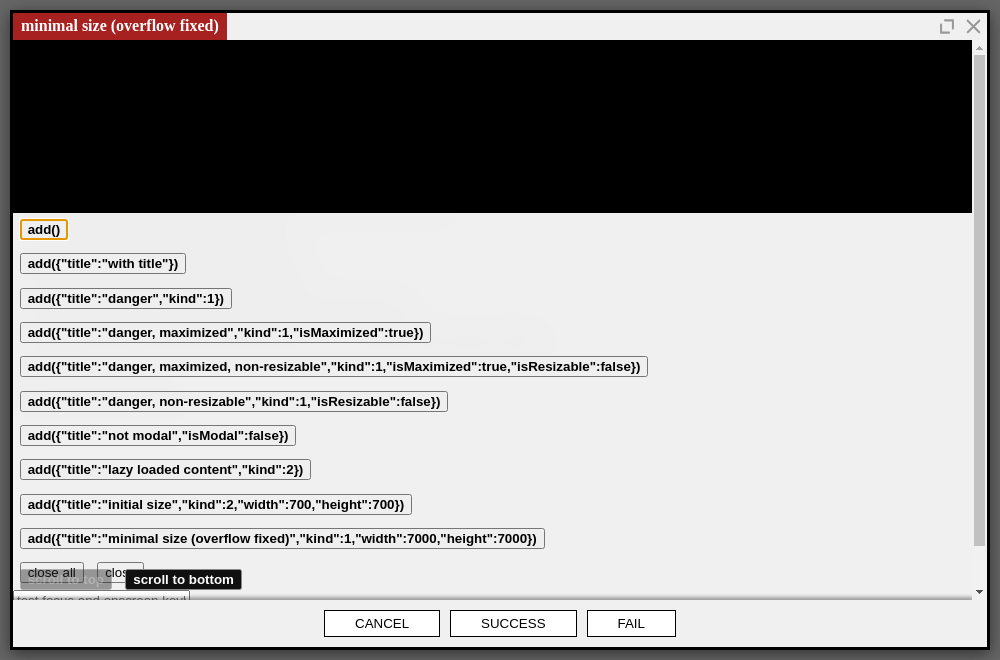 minimal size (overflow fixed)
add()
add({"title":"with title"})
add({"title":"danger","kind":1})
add({"title":"danger, maximized","kind":1,"isMaximized":true})
add({"title":"danger, maximized, non-resizable","kind":1,"isMaximized":true,"isResizable":false})
add({"title":"danger, non-resizable","kind":1,"isResizable":false})
add({"title":"not modal","isModal":false})
add({"title":"lazy loaded content","kind":2})
add({"title":"initial size","kind":2,"width":700,"height":700})
add({"title":"minimal size (overflow fixed)","kind":1,"width":7000,"height":7000})
close all
scroll to top scroll to bottom
test focus and onscreen
CANCEL SUCCESS FAIL